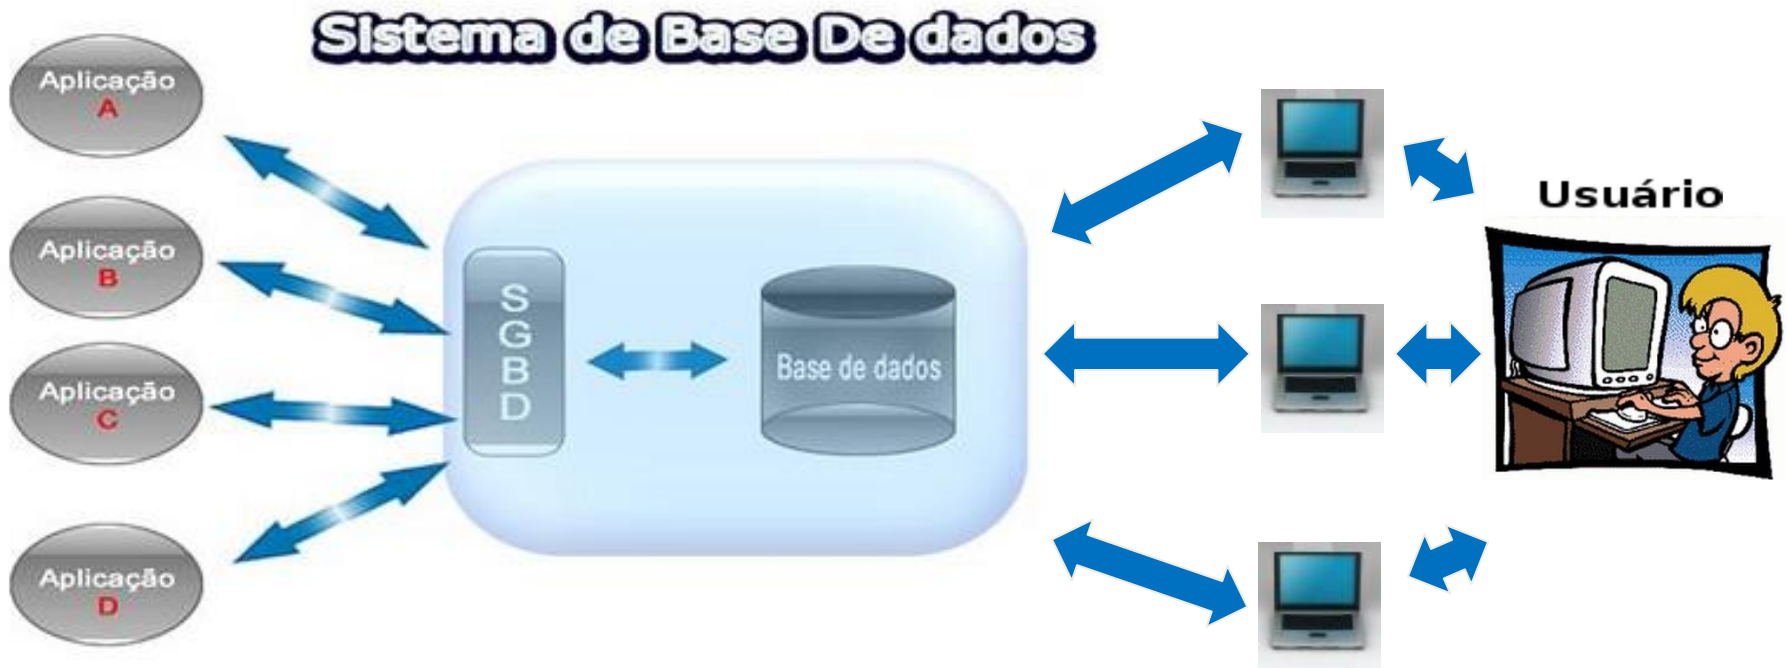 Sistema de Base De dados
Aplicação
A
Aplicação
B
Aplicação
C
Aplicação
D
S
G
B
D
Base de dados
Usuário